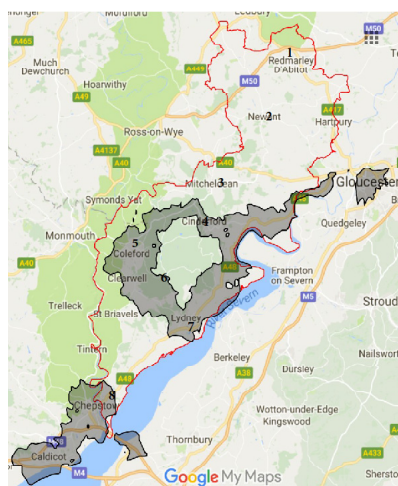 Mordiford
Ledbury
A465
M50
1
A449
Redmarley
D'Abitot
Much
Dewchurch
Hoarwithy
M50
A49
A417
Newent
2
Hartpury
Ross-on-Wye
A4137
A40
A40
3
Mitcheldean
Gloucester
Symonds Yat
4
Cinderford
Quedgeley
Monmouth
5
Coleford
A40
A48
Frampton
on Severn
6
Clearwell
M5
Trelleck
Stroud
St Briavels
Lydney
7
River Severn
Tintern
Nailsworth
Berkeley
A48
A38
Dursley
8
Chepstow
Wotton-under-Edge
Kingswood
M48
Caldicot
Thornbury
A433
M4
Sherston
Google My Maps